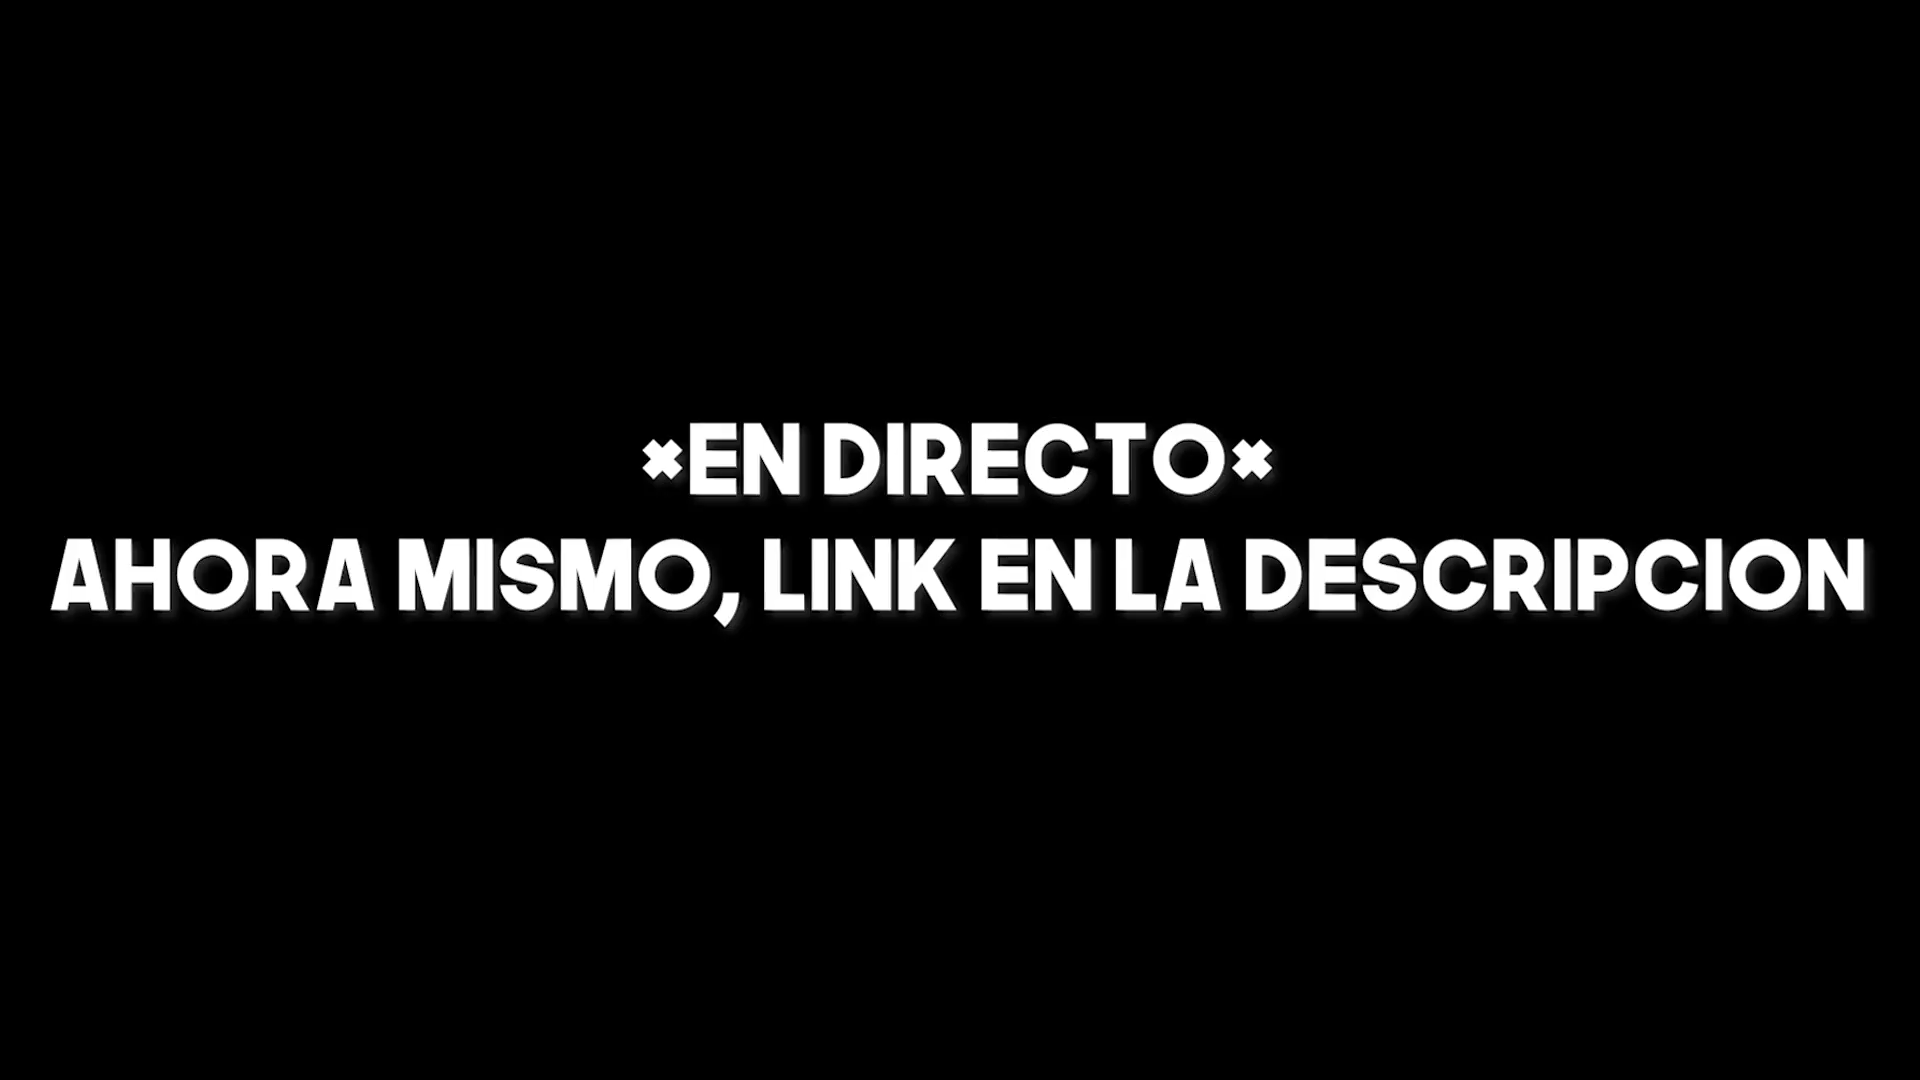 *EN DIRECTO*
AHORA MISMO, LINK EN LA DESCRIPCION